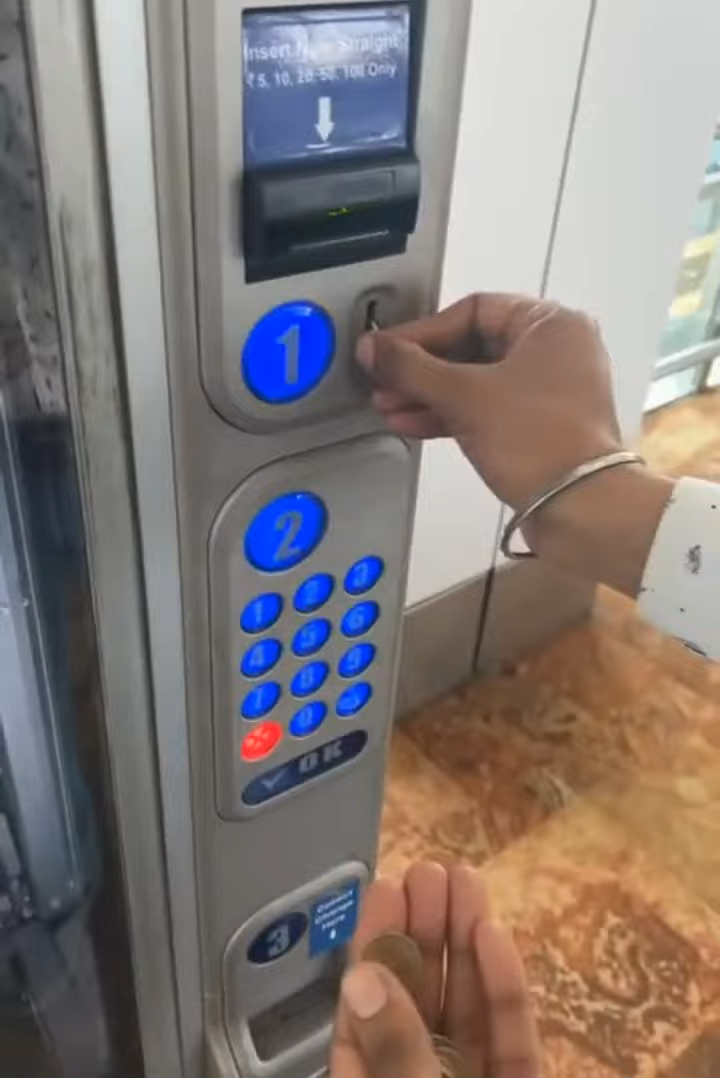 Insert Note Straight
₹ 5, 10, 20, 50, 100 Only
1
2
1 2 3
4 5 6
7 8 9
0
OK
3
Collect
Change
Here